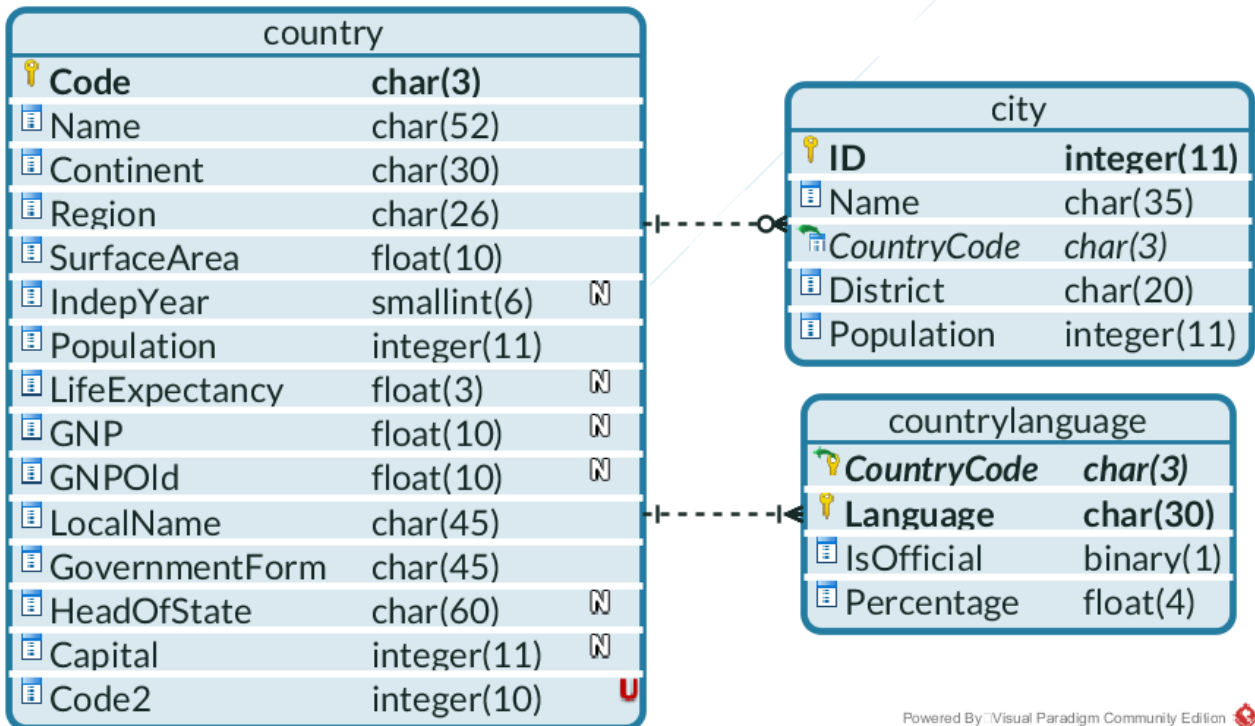 country
Code char(3)
Name char(52)
Continent char(30)
Region char(26)
SurfaceArea float(10)
IndepYear smallint(6) N
Population integer(11)
LifeExpectancy float(3) N
GNP float(10) N
GNPOld float(10) N
LocalName char(45)
GovernmentForm char(45)
HeadOfState char(60) N
Capital integer(11) N
Code2 integer(10) U
city
ID integer(11)
Name char(35)
CountryCode char(3)
District char(20)
Population integer(11)
countrylanguage
CountryCode char(3)
Language char(30)
IsOfficial binary(1)
Percentage float(4)
Powered By Visual Paradigm Community Edition